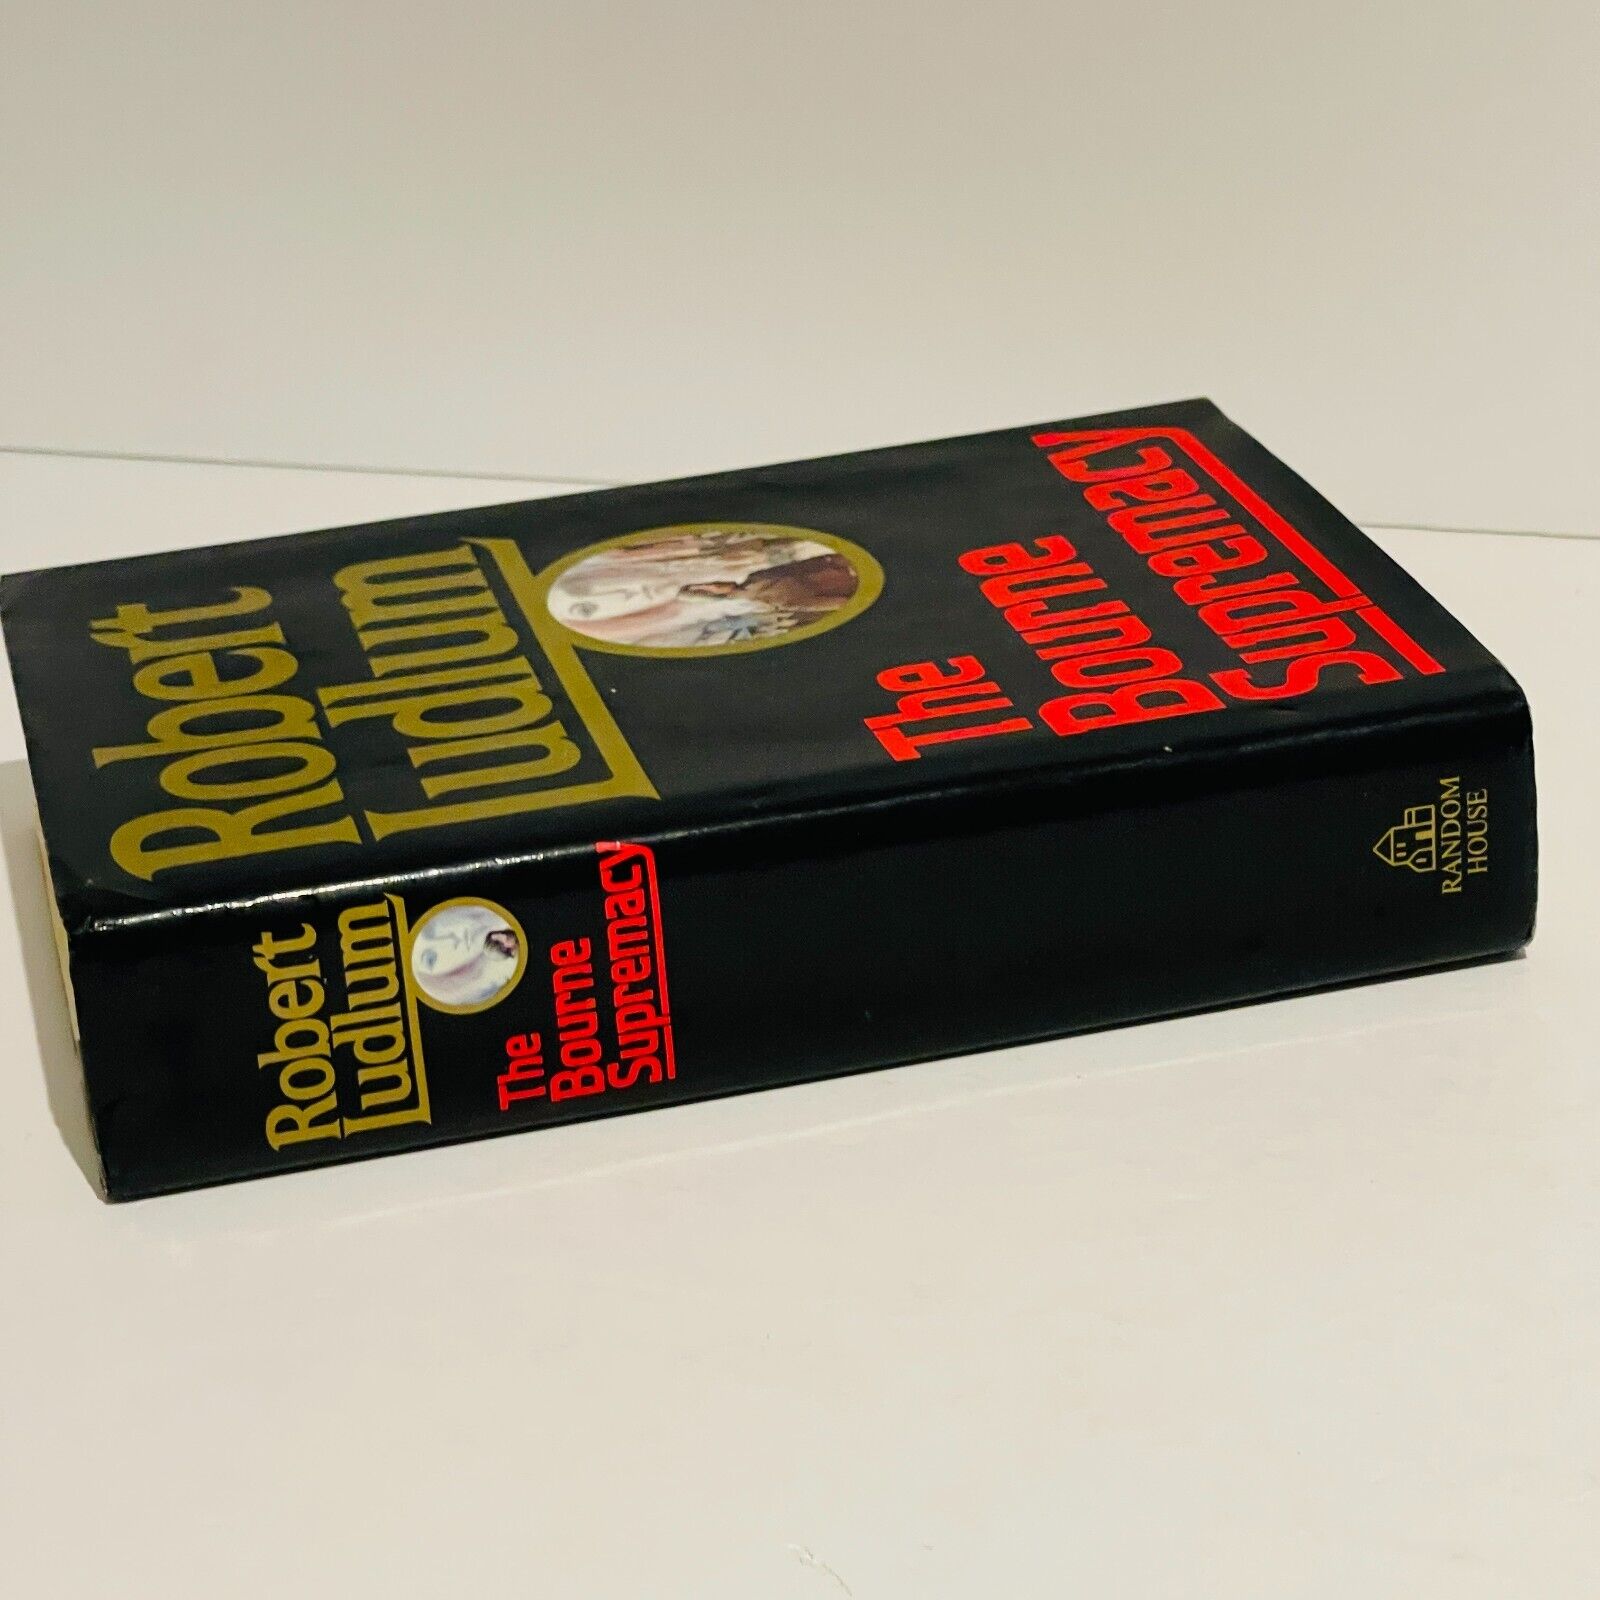 Robert
Ludlum
The
Bourne
Supremacy
Robert
Ludlum
The
Bourne
Supremacy
RANDOM
HOUSE